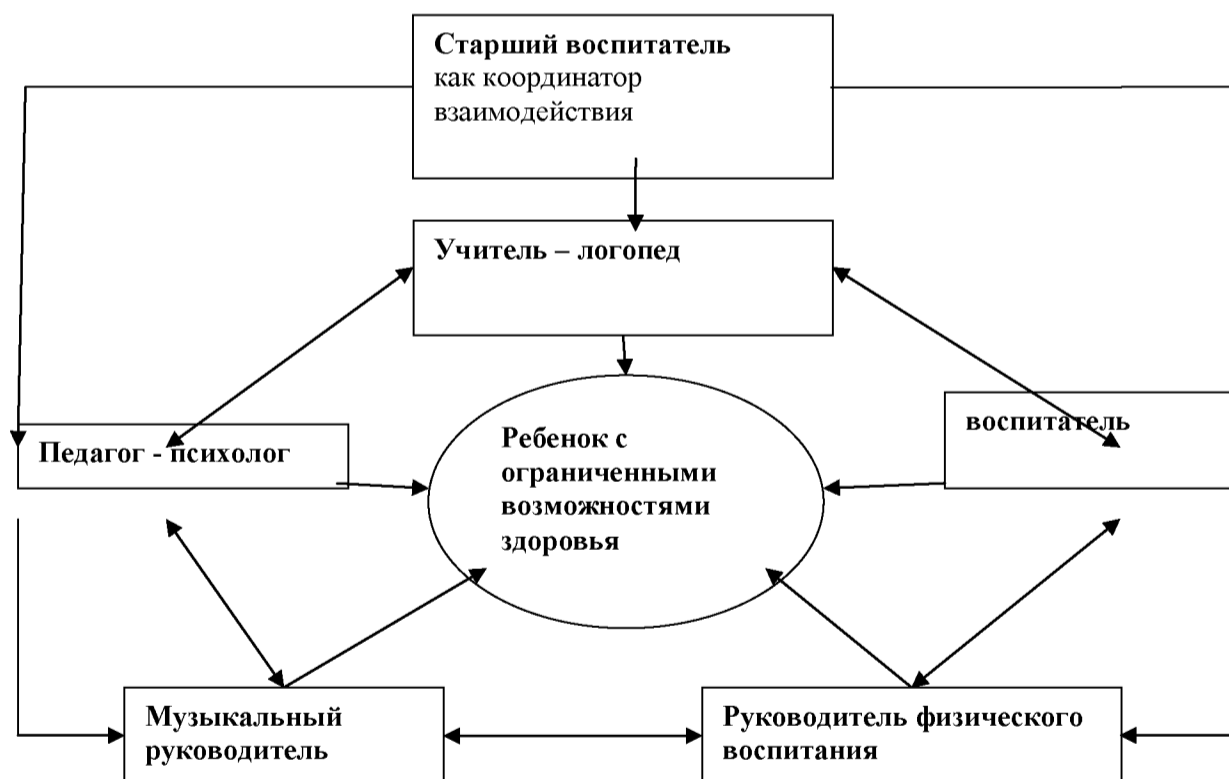 Старший воспитатель
как координатор
взаимодействия
Учитель – логопед
Педагог - психолог
Ребенок с
ограниченными
возможностями
здоровья
воспитатель
Музыкальный
руководитель
Руководитель физического
воспитания